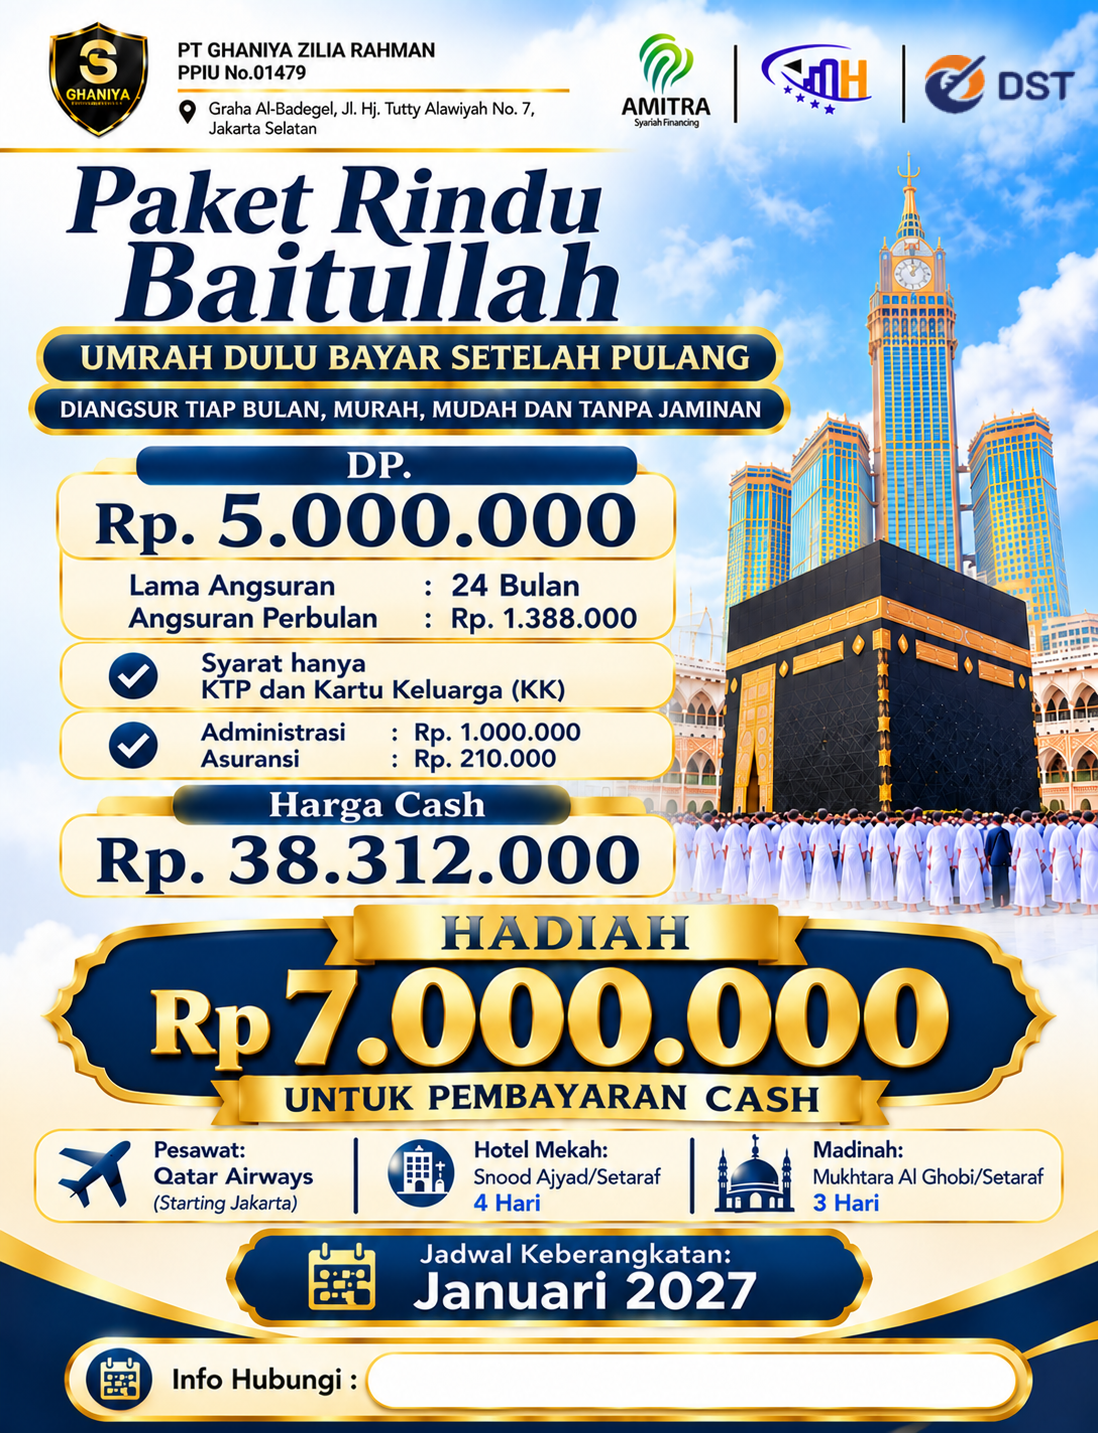 S
GHANIYA
PT GHANIYA ZILIA RAHMAN
PPIU No.01479
Graha Al-Badegel, Jl. Hj. Tutty Alawiyah No. 7,
Jakarta Selatan
AMITRA
Syariah Financing
H
DST
Paket Rindu
Baitullah
UMRAH DULU BAYAR SETELAH PULANG
DIANGSUR TIAP BULAN, MURAH, MUDAH DAN TANPA JAMINAN
DP.
Rp. 5.000.000
Lama Angsuran : 24 Bulan
Angsuran Perbulan : Rp. 1.388.000
Syarat hanya
KTP dan Kartu Keluarga (KK)
Administrasi : Rp. 1.000.000
Asuransi : Rp. 210.000
Harga Cash
Rp. 38.312.000
HADIAH
Rp 7.000.000
UNTUK PEMBAYARAN CASH
Pesawat:
Qatar Airways
(Starting Jakarta)
Hotel Mekah:
Snood Ajyad/Setaraf
4 Hari
Madinah:
Mukhtara Al Ghobi/Setaraf
3 Hari
Jadwal Keberangkatan:
Januari 2027
Info Hubungi :